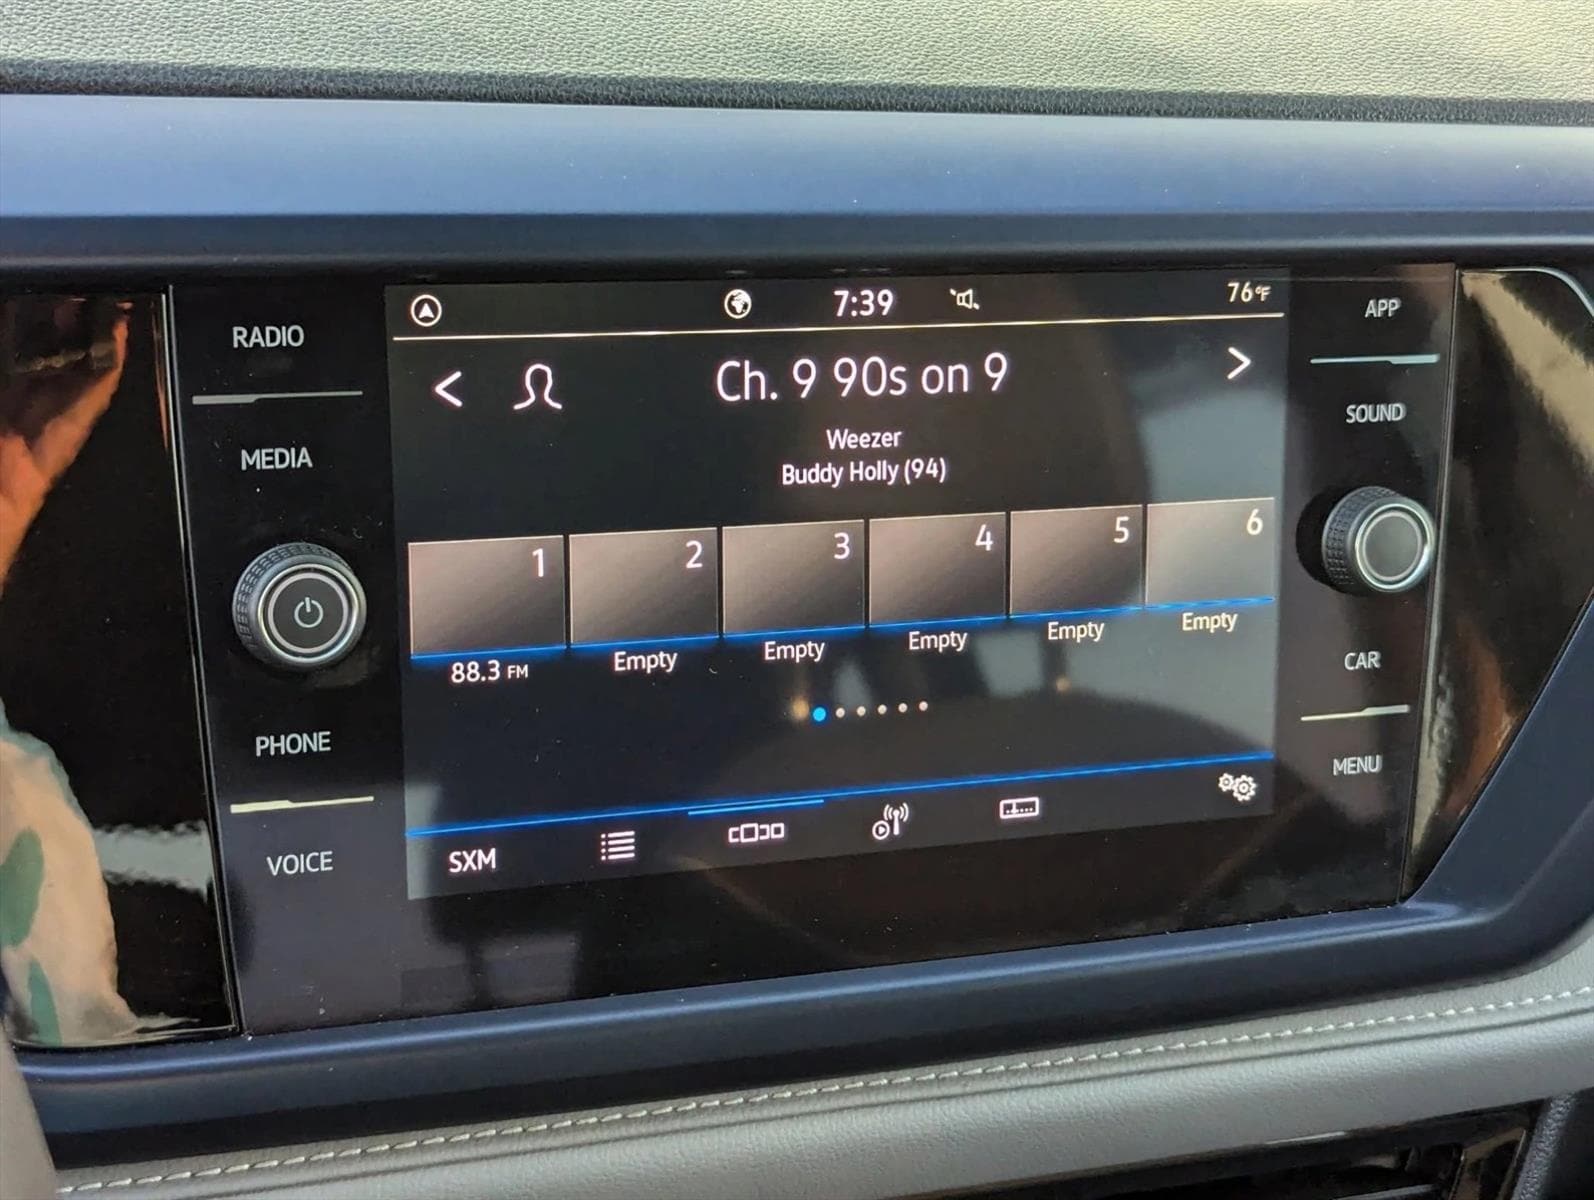 RADIO
MEDIA
PHONE
VOICE
7:39
76°F
Ch. 9 90s on 9
Weezer
Buddy Holly (94)
1
2
3
4
5
6
88.3 FM
Empty
Empty
Empty
Empty
Empty
SXM
APP
SOUND
CAR
MENU